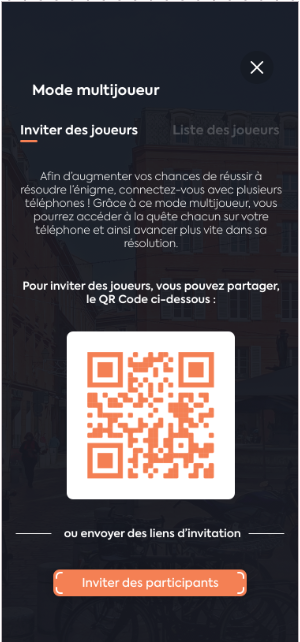 Mode multijoueur
Inviter des joueurs
Liste des joueurs
Afin d'augmenter vos chances de réussir à
résoudre l'énigme, connectez-vous avec plusieurs
téléphones ! Grâce à ce mode multijoueur, vous
pourrez accéder à la quête chacun sur votre
téléphone et ainsi avancer plus vite dans sa
résolution.
Pour inviter des joueurs, vous pouvez partager,
le QR Code ci-dessous :
ou envoyer des liens d'invitation
Inviter des participants